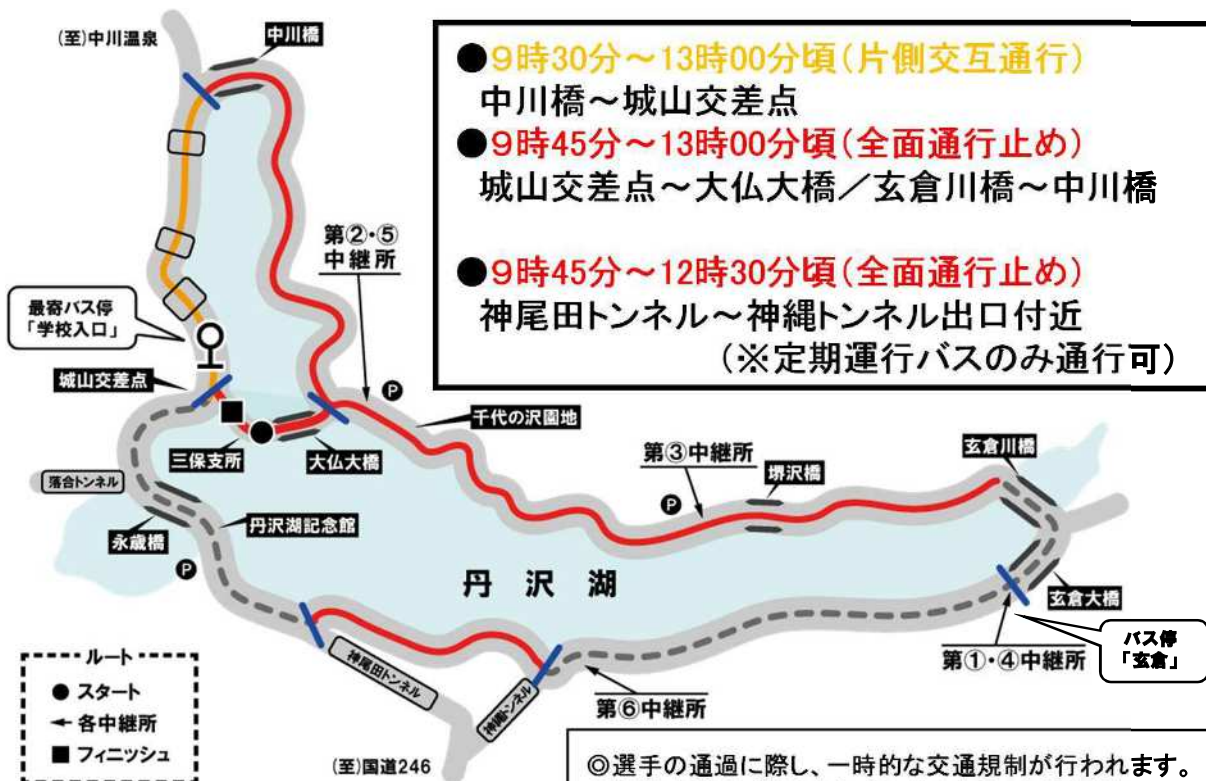 (至)中川温泉
中川橋
●9時30分～13時00分頃(片側交互通行)
中川橋～城山交差点
●9時45分～13時00分頃(全面通行止め)
城山交差点～大仏大橋／玄倉川橋～中川橋
●9時45分～12時30分頃(全面通行止め)
神尾田トンネル～神縄トンネル出口付近
(※定期運行バスのみ通行可)
第②・⑤
中継所
最寄バス停
「学校入口」
城山交差点
P
千代の沢園地
三保支所
大仏大橋
第③中継所
堺沢橋
玄倉川橋
P
落合トンネル
永歳橋
丹沢湖記念館
P
丹沢湖
玄倉大橋
バス停
「玄倉」
第①・④中継所
神尾田トンネル
神縄トンネル
第⑥中継所
ルート
● スタート
← 各中継所
■ フィニッシュ
(至)国道246
◎選手の通過に際し、一時的な交通規制が行われます。